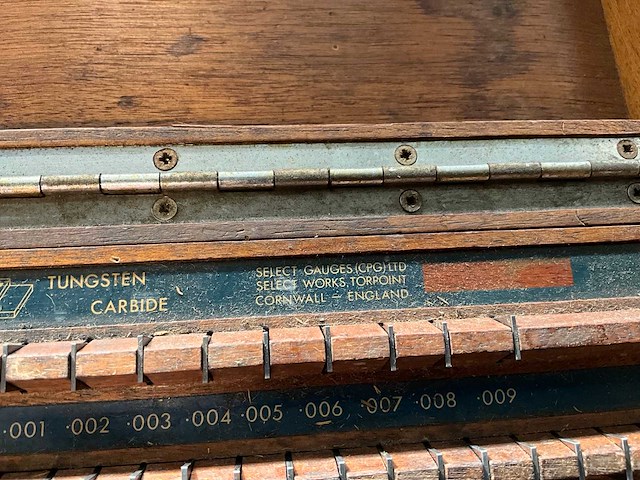 TUNGSTEN
CARBIDE
SELECT GAUGES (CPG) LTD
SELECT WORKS, TORPOINT
CORNWALL – ENGLAND
·001 ·002 ·003 ·004 ·005 ·006 ·007 ·008 ·009